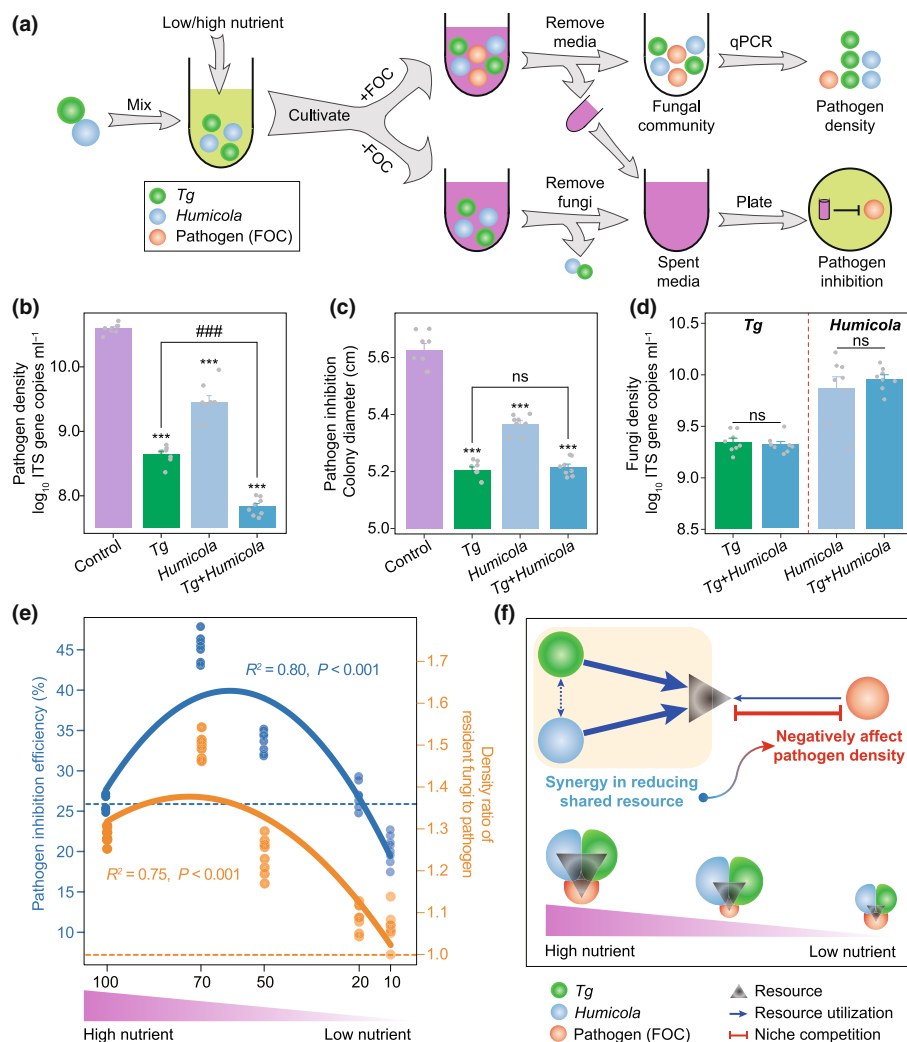 (a)
Low/high nutrient
Mix
Cultivate
+FOC
-FOC
Remove
media
qPCR
Fungal
community
Pathogen
density
Remove
fungi
Plate
Spent
media
Pathogen
inhibition
Tg
Humicola
Pathogen (FOC)
(b)
Pathogen density
log10 ITS gene copies ml−1
10.0
9.0
8.0
###
***
***
***
Control
Tg
Humicola
Tg+Humicola
(c)
Pathogen inhibition
Colony diameter (cm)
5.6
5.4
5.2
5.0
ns
***
***
***
Control
Tg
Humicola
Tg+Humicola
(d)
Fungi density
log10 ITS gene copies ml−1
10.5
10.0
9.5
9.0
8.5
Tg
Humicola
ns
ns
Tg
Tg+Humicola
Humicola
Tg+Humicola
(e)
Pathogen inhibition efficiency (%)
45
40
35
30
25
20
15
10
R2 = 0.80, P < 0.001
R2 = 0.75, P < 0.001
1.7
1.6
1.5
1.4
1.3
1.2
1.1
1.0
Density ratio of
resident fungi to pathogen
100
70
50
20
10
High nutrient
Low nutrient
(f)
Synergy in reducing
shared resource
Negatively affect
pathogen density
High nutrient
Low nutrient
Tg
Humicola
Pathogen (FOC)
Resource
Resource utilization
Niche competition